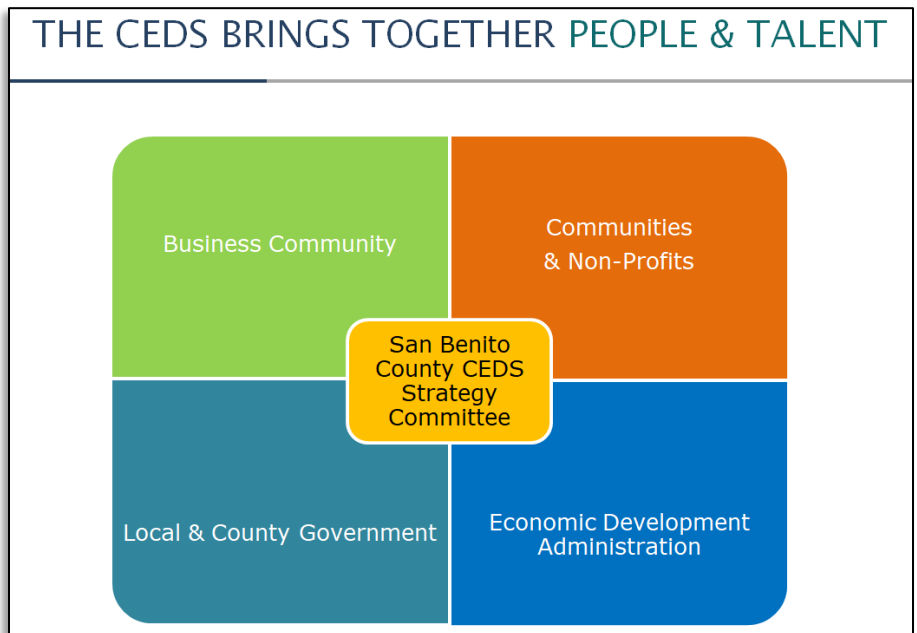 THE CEDS BRINGS TOGETHER PEOPLE & TALENT
Business Community
Communities
& Non-Profits
San Benito
County CEDS
Strategy
Committee
Local & County Government
Economic Development
Administration